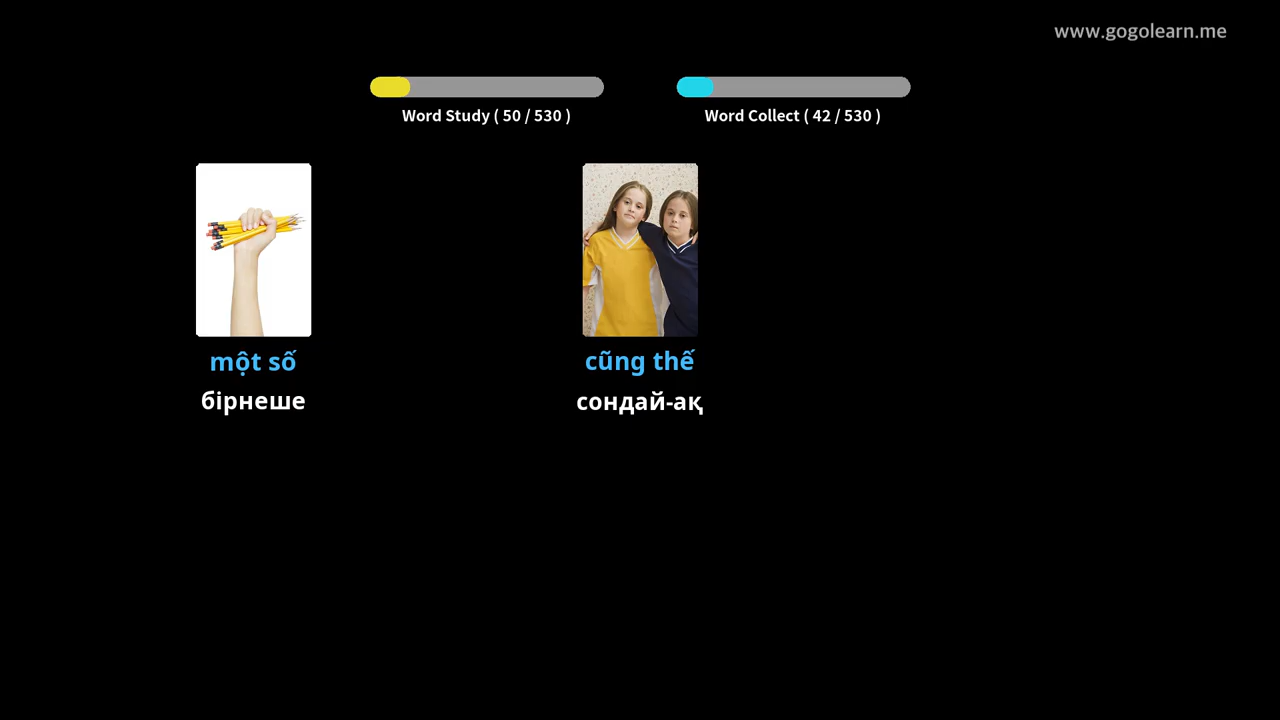 www.gogolearn.me
Word Study ( 50 / 530 )
Word Collect ( 42 / 530 )
một số
cũng thế
бірнеше
сондай-ақ